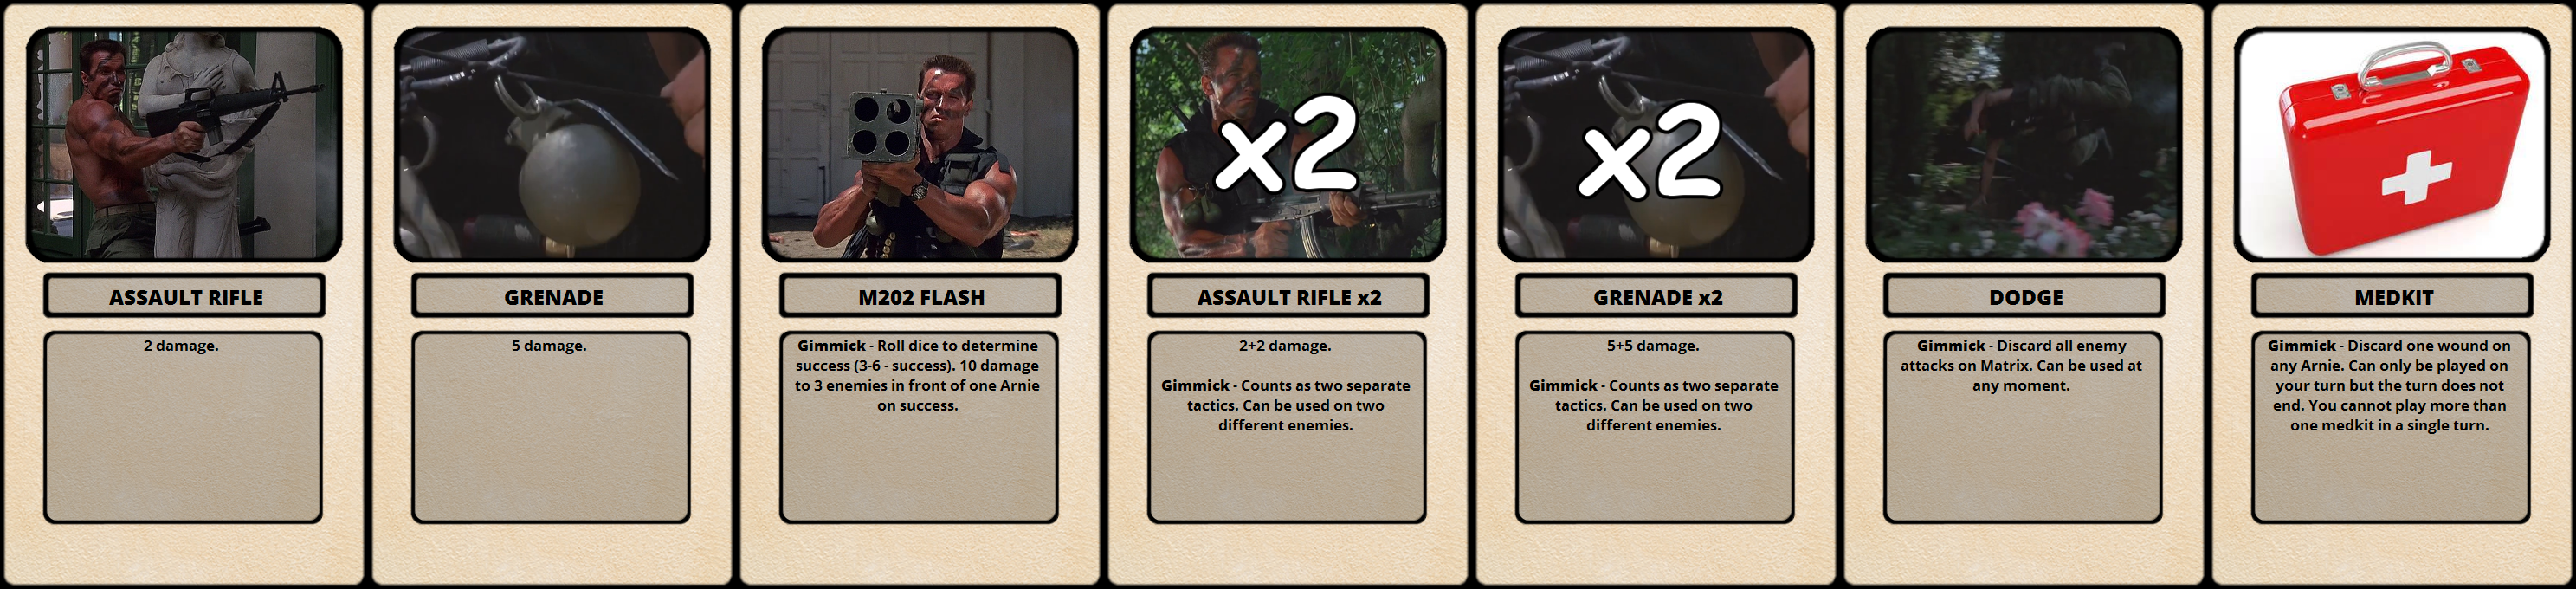 ASSAULT RIFLE
2 damage.
GRENADE
5 damage.
M202 FLASH
Gimmick - Roll dice to determine
success (3-6 - success). 10 damage
to 3 enemies in front of one Arnie
on success.
x2
ASSAULT RIFLE x2
2+2 damage.
Gimmick - Counts as two separate
tactics. Can be used on two
different enemies.
x2
GRENADE x2
5+5 damage.
Gimmick - Counts as two separate
tactics. Can be used on two
different enemies.
DODGE
Gimmick - Discard all enemy
attacks on Matrix. Can be used at
any moment.
MEDKIT
Gimmick - Discard one wound on
any Arnie. Can only be played on
your turn but the turn does not
end. You cannot play more than
one medkit in a single turn.